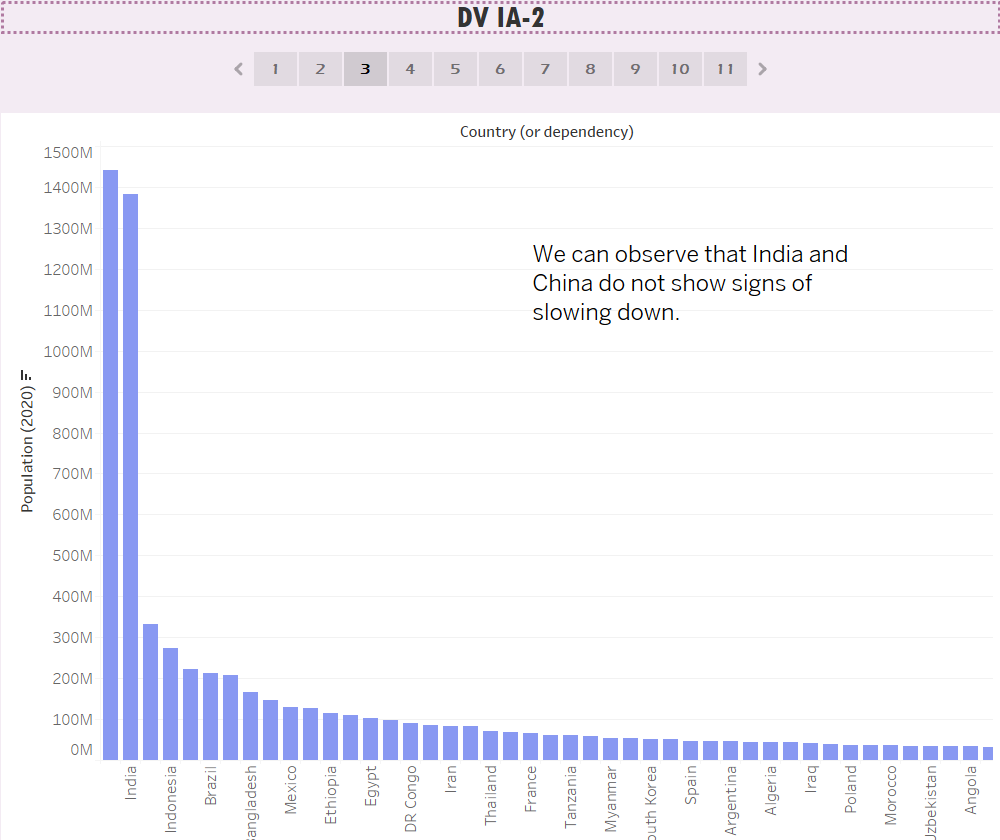 DV IA-2
1 2 3 4 5 6 7 8 9 10 11
Country (or dependency)
1500M
1400M
1300M
1200M
1100M
1000M
900M
800M
700M
600M
500M
400M
300M
200M
100M
0M
Population (2020)
We can observe that India and
China do not show signs of
slowing down.
India
Indonesia
Brazil
angladesh
Mexico
Ethiopia
Egypt
DR Congo
Iran
Thailand
France
Tanzania
Myanmar
outh Korea
Spain
Argentina
Algeria
Iraq
Poland
Morocco
Uzbekistan
Angola